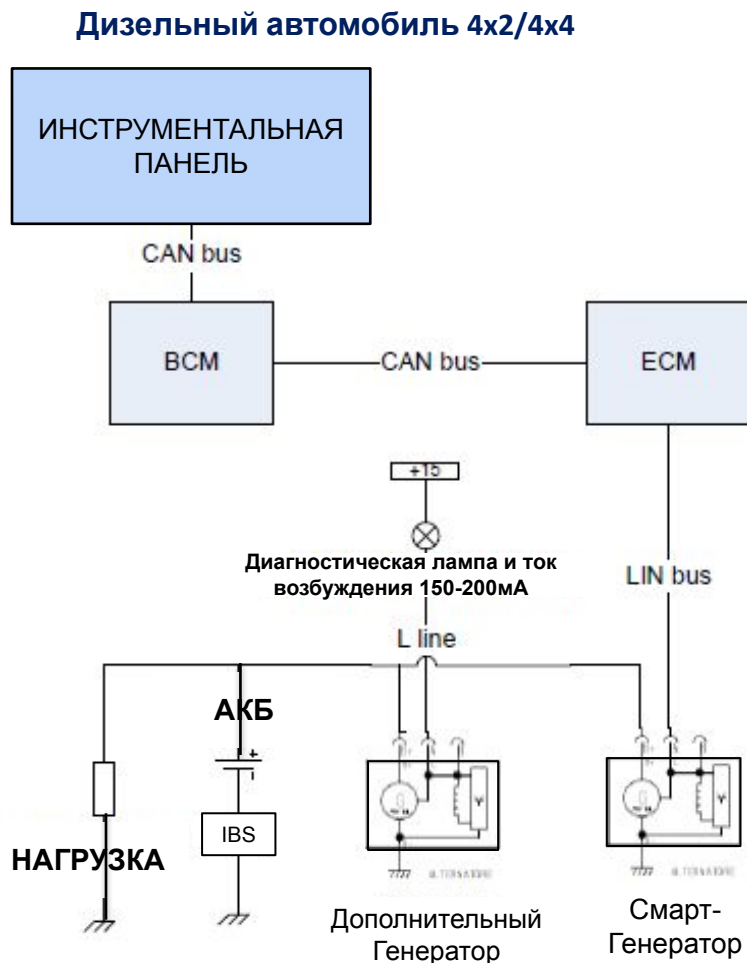 Дизельный автомобиль 4x2/4x4
ИНСТРУМЕНТАЛЬНАЯ
ПАНЕЛЬ
CAN bus
BCM
CAN bus
ECM
+15
Диагностическая лампа и ток
возбуждения 150-200мА
LIN bus
L line
АКБ
+
-
IBS
НАГРУЗКА
G
G
Дополнительный
Генератор
Смарт-
Генератор